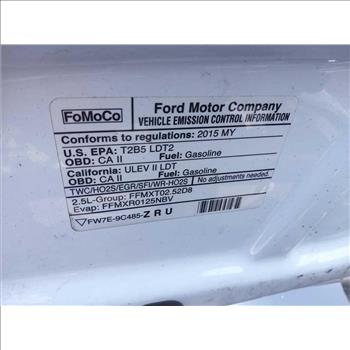 FoMoCo
Ford Motor Company
VEHICLE EMISSION CONTROL INFORMATION
Conforms to regulations: 2015 MY
U.S. EPA: T2B5 LDT2
OBD: CA II Fuel: Gasoline
California: ULEV II LDT
OBD: CA II Fuel: Gasoline
TWC/HO2S/EGR/SFI/WR-HO2S No adjustments needed.
2.5L-Group: FFMXT02.52D8
Evap: FFMXR0125NBV
FW7E-9C485-ZRU